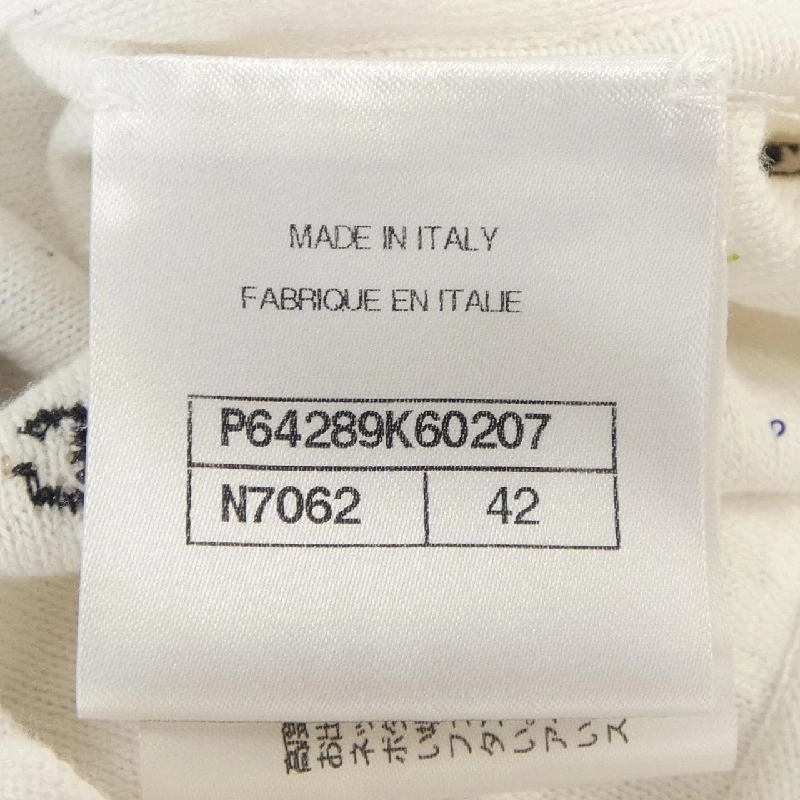 MADE IN ITALY
FABRIQUE EN ITALIE
P64289K60207
N7062 42